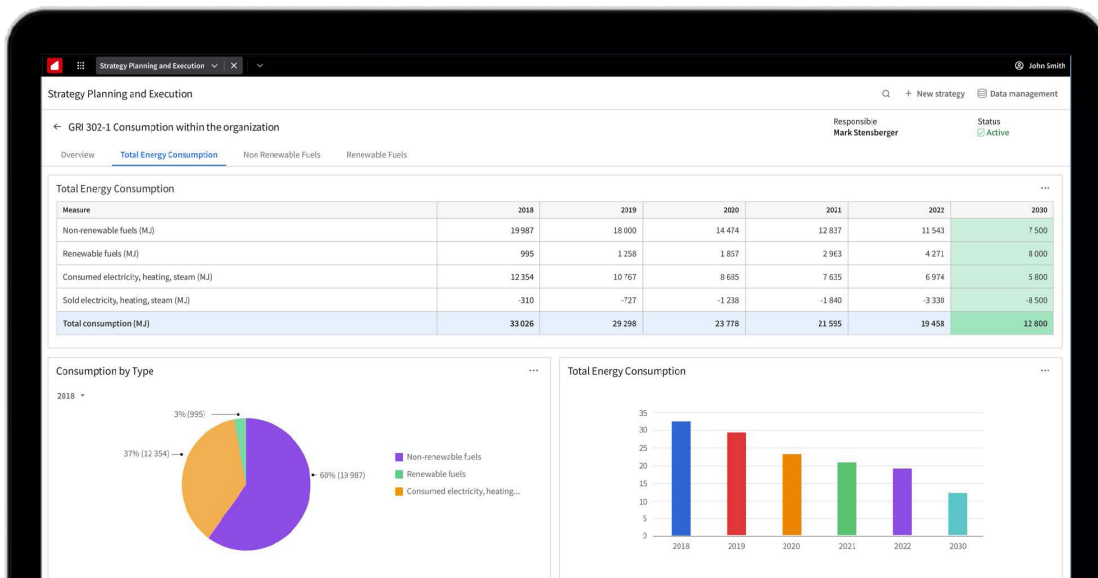 Strategy Planning and Execution
John Smith
Strategy Planning and Execution
+ New strategy Data management
← GRI 302-1 Consumption within the organization
Responsible
Mark Stensberger
Status
Active
Overview Total Energy Consumption Non Renewable Fuels Renewable Fuels
Total Energy Consumption
Measure 2018 2019 2020 2021 2022 2030
Non-renewable fuels (MJ) 19 987 18 000 14 474 12 837 11 543 7 500
Renewable fuels (MJ) 995 1 258 1 857 2 963 4 271 8 000
Consumed electricity, heating, steam (MJ) 12 354 10 767 8 685 7 635 6 974 5 800
Sold electricity, heating, steam (MJ) -310 -727 -1 238 -1 840 -3 330 -8 500
Total consumption (MJ) 33 026 29 298 23 778 21 595 19 458 12 800
Consumption by Type
2018
3% (995)
37% (12 354)
60% (19 987)
Non-renewable fuels
Renewable fuels
Consumed electricity, heating...
Total Energy Consumption
35
30
25
20
15
10
5
0
2018 2019 2020 2021 2022 2030